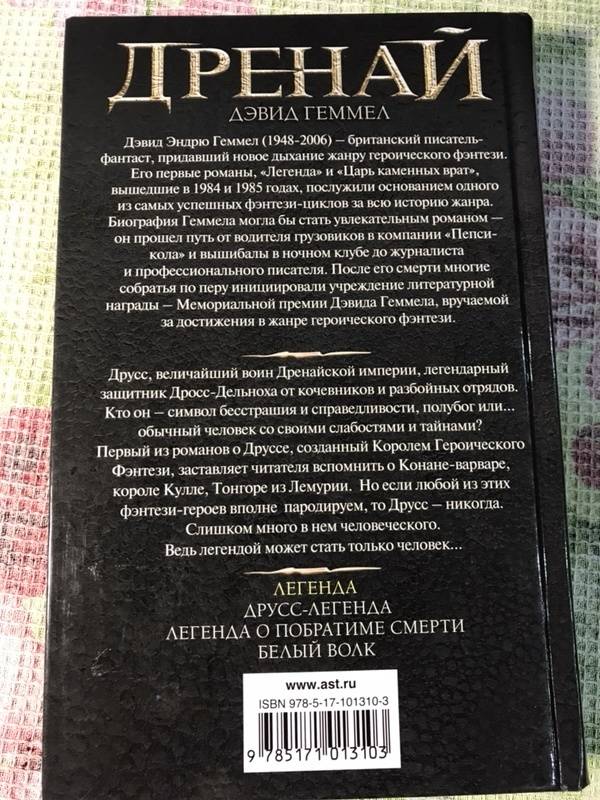 ДРЕНАЙ
ДЭВИД ГЕММЕЛ
Дэвид Эндрю Геммел (1948-2006) – британский писатель-
фантаст, придавший новое дыхание жанру героического фэнтези.
Его первые романы, «Легенда» и «Царь каменных врат»,
вышедшие в 1984 и 1985 годах, послужили основанием одного
из самых успешных фэнтези-циклов за всю историю жанра.
Биография Геммела могла бы стать увлекательным романом –
он прошел путь от водителя грузовиков в компании «Пепси-
кола» и вышибалы в ночном клубе до журналиста
и профессионального писателя. После его смерти многие
собратья по перу инициировали учреждение литературной
награды – Мемориальной премии Дэвида Геммела, вручаемой
за достижения в жанре героического фэнтези.
Друсс, величайший воин Дренайской империи, легендарный
защитник Дросс-Дельноха от кочевников и разбойных отрядов.
Кто он – символ бесстрашия и справедливости, полубог или...
обычный человек со своими слабостями и тайнами?
Первый из романов о Друссе, созданный Королем Героического
Фэнтези, заставляет читателя вспомнить о Конане-варваре,
короле Кулле, Тонгоре из Лемурии. Но если любой из этих
фэнтези-героев вполне пародируем, то Друсс – никогда.
Слишком много в нем человеческого.
Ведь легендой может стать только человек...
ЛЕГЕНДА
ДРУСС-ЛЕГЕНДА
ЛЕГЕНДА О ПОБРАТИМЕ СМЕРТИ
БЕЛЫЙ ВОЛК
www.ast.ru
ISBN 978-5-17-101310-3
9 785171 013103